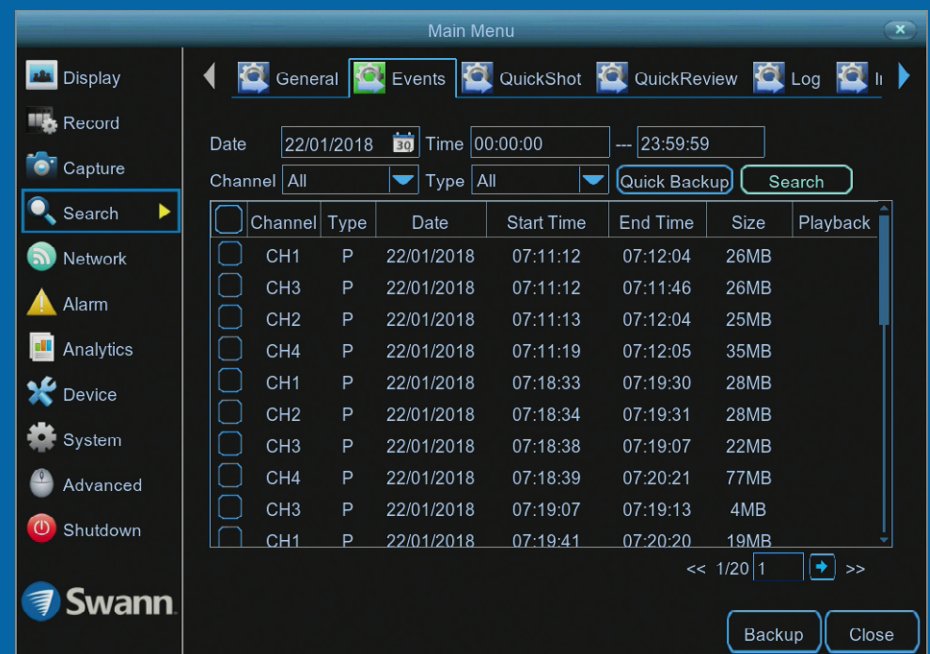 Main Menu
Display
Record
Capture
Search
Network
Alarm
Analytics
Device
System
Advanced
Shutdown
Swann
General Events QuickShot QuickReview Log
Date 22/01/2018 30 Time 00:00:00 --- 23:59:59
Channel All Type All Quick Backup Search
Channel Type Date Start Time End Time Size Playback
CH1 P 22/01/2018 07:11:12 07:12:04 26MB
CH3 P 22/01/2018 07:11:12 07:11:46 26MB
CH2 P 22/01/2018 07:11:13 07:12:04 25MB
CH4 P 22/01/2018 07:11:19 07:12:05 35MB
CH1 P 22/01/2018 07:18:33 07:19:30 28MB
CH2 P 22/01/2018 07:18:34 07:19:31 28MB
CH3 P 22/01/2018 07:18:38 07:19:07 22MB
CH4 P 22/01/2018 07:18:39 07:20:21 77MB
CH3 P 22/01/2018 07:19:07 07:19:13 4MB
CH1 P 22/01/2018 07:19:41 07:20:20 19MB
<< 1/20 1 >>
Backup Close